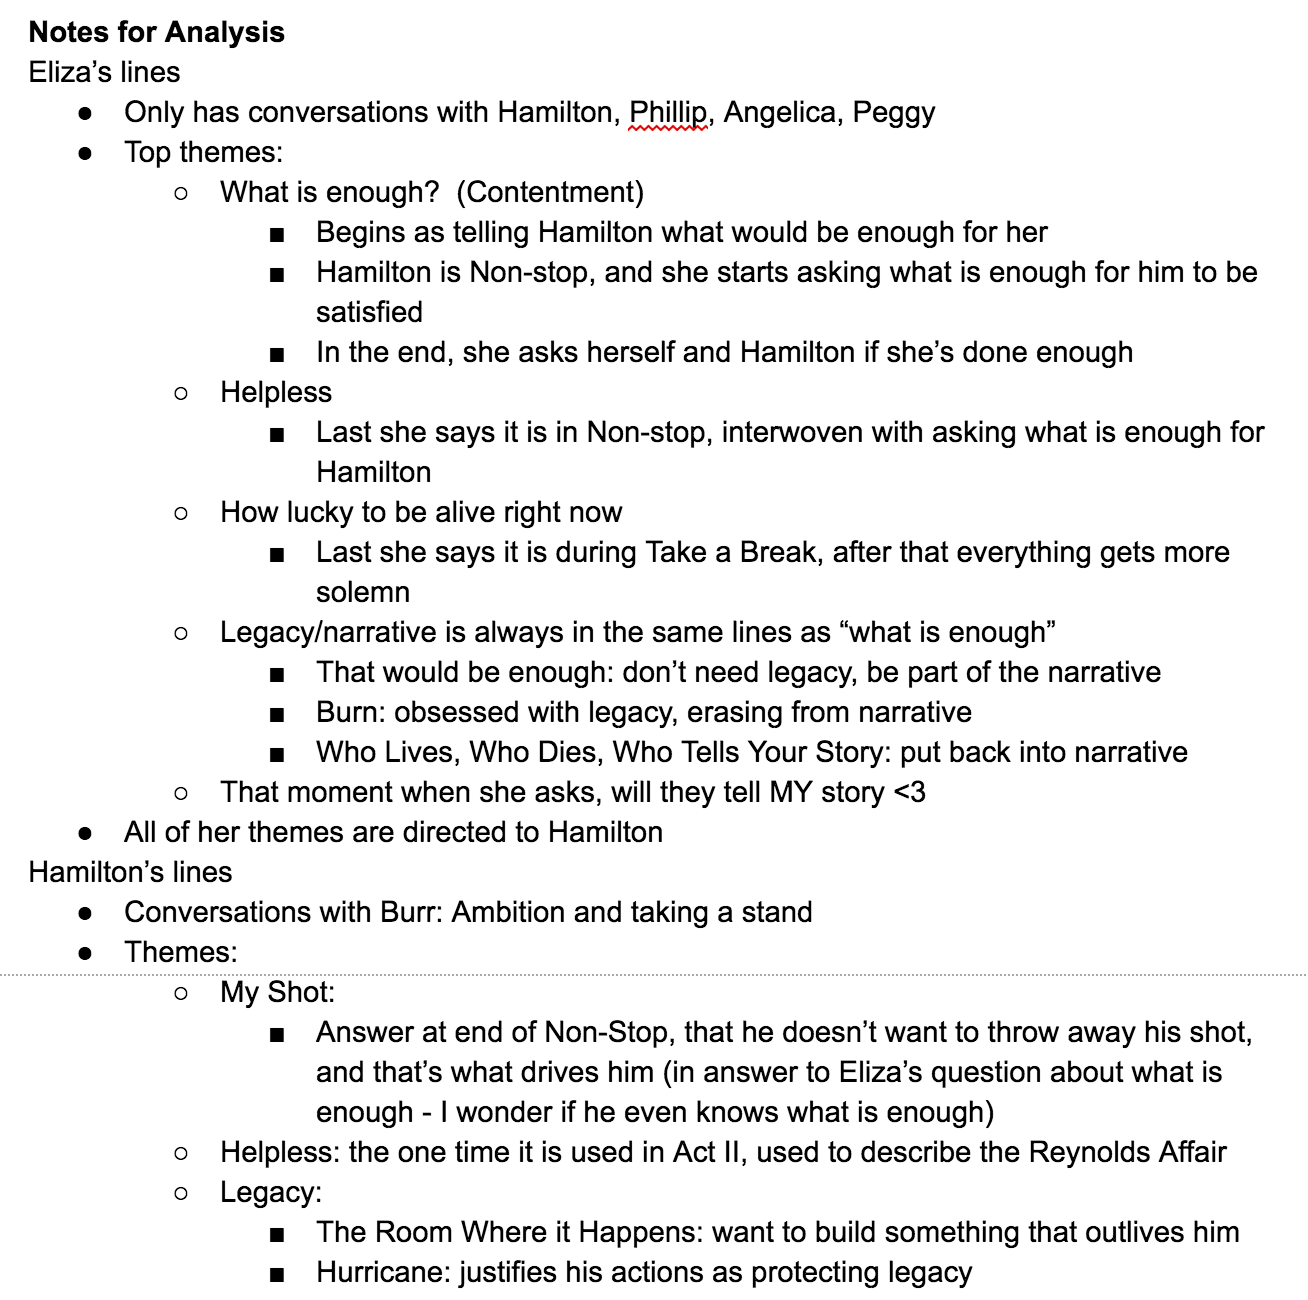 Notes for Analysis
Eliza’s lines
● Only has conversations with Hamilton, Phillip, Angelica, Peggy
● Top themes:
○ What is enough?  (Contentment)
■ Begins as telling Hamilton what would be enough for her
■ Hamilton is Non-stop, and she starts asking what is enough for him to be
satisfied
■ In the end, she asks herself and Hamilton if she’s done enough
○ Helpless
■ Last she says it is in Non-stop, interwoven with asking what is enough for
Hamilton
○ How lucky to be alive right now
■ Last she says it is during Take a Break, after that everything gets more
solemn
○ Legacy/narrative is always in the same lines as “what is enough”
■ That would be enough: don’t need legacy, be part of the narrative
■ Burn: obsessed with legacy, erasing from narrative
■ Who Lives, Who Dies, Who Tells Your Story: put back into narrative
○ That moment when she asks, will they tell MY story <3
● All of her themes are directed to Hamilton
Hamilton’s lines
● Conversations with Burr: Ambition and taking a stand
● Themes:
○ My Shot:
■ Answer at end of Non-Stop, that he doesn’t want to throw away his shot,
and that’s what drives him (in answer to Eliza’s question about what is
enough - I wonder if he even knows what is enough)
○ Helpless: the one time it is used in Act II, used to describe the Reynolds Affair
○ Legacy:
■ The Room Where it Happens: want to build something that outlives him
■ Hurricane: justifies his actions as protecting legacy